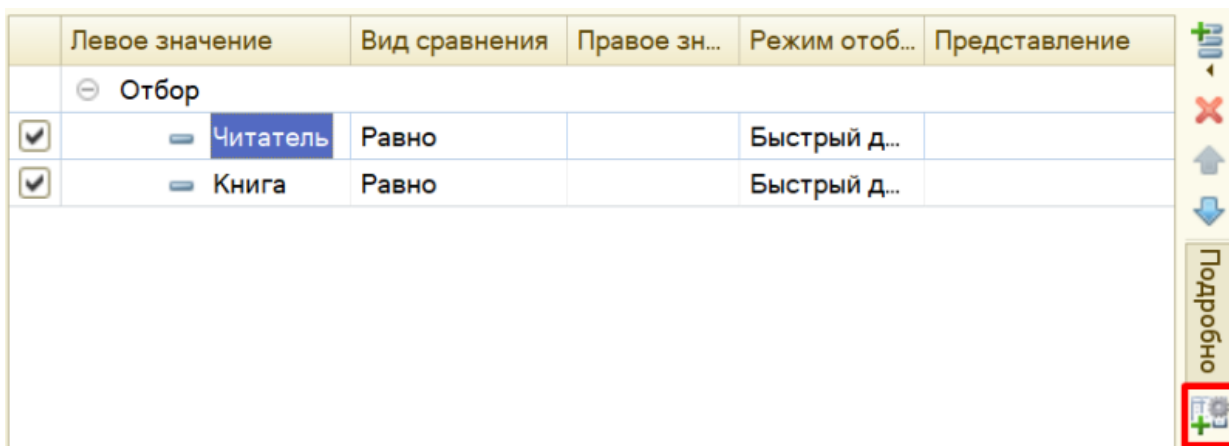 Левое значение Вид сравнения Правое зн... Режим отоб... Представление
Отбор
Читатель Равно Быстрый д...
Книга Равно Быстрый д...
Подробно